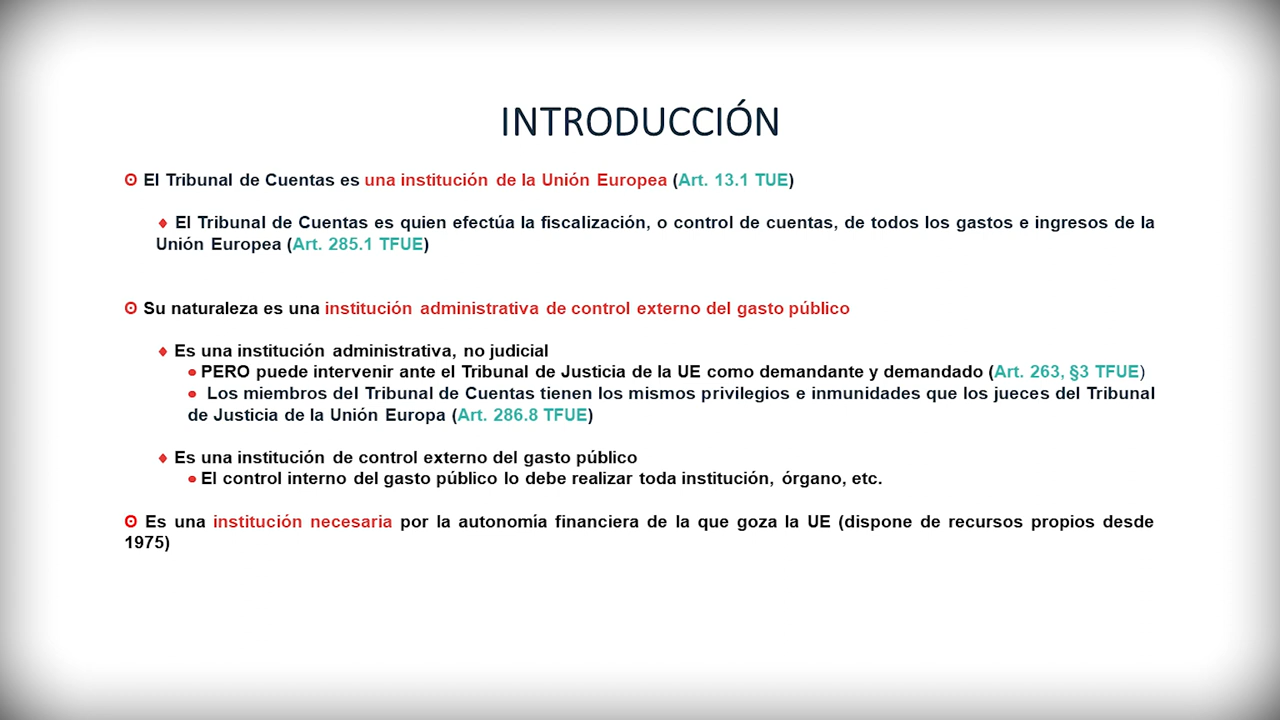 INTRODUCCIÓN
ʘ El Tribunal de Cuentas es una institución de la Unión Europea (Art. 13.1 TUE)
♦ El Tribunal de Cuentas es quien efectúa la fiscalización, o control de cuentas, de todos los gastos e ingresos de la
Unión Europea (Art. 285.1 TFUE)
ʘ Su naturaleza es una institución administrativa de control externo del gasto público
♦ Es una institución administrativa, no judicial
● PERO puede intervenir ante el Tribunal de Justicia de la UE como demandante y demandado (Art. 263, §3 TFUE)
● Los miembros del Tribunal de Cuentas tienen los mismos privilegios e inmunidades que los jueces del Tribunal
de Justicia de la Unión Europa (Art. 286.8 TFUE)
♦ Es una institución de control externo del gasto público
● El control interno del gasto público lo debe realizar toda institución, órgano, etc.
ʘ Es una institución necesaria por la autonomía financiera de la que goza la UE (dispone de recursos propios desde
1975)